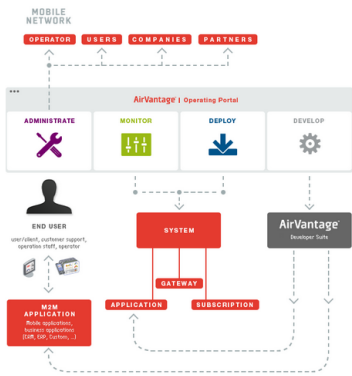 MOBILE
NETWORK
OPERATOR
USERS
COMPANIES
PARTNERS
AirVantage | Operating Portal
ADMINISTRATE
MONITOR
DEPLOY
DEVELOP
END USER
user/client, customer support,
operation staff, operator
SYSTEM
AirVantage
Developer Suite
GATEWAY
APPLICATION
SUBSCRIPTION
M2M
APPLICATION
Mobile applications,
business applications
(CRM, ERP, Custom, ...)